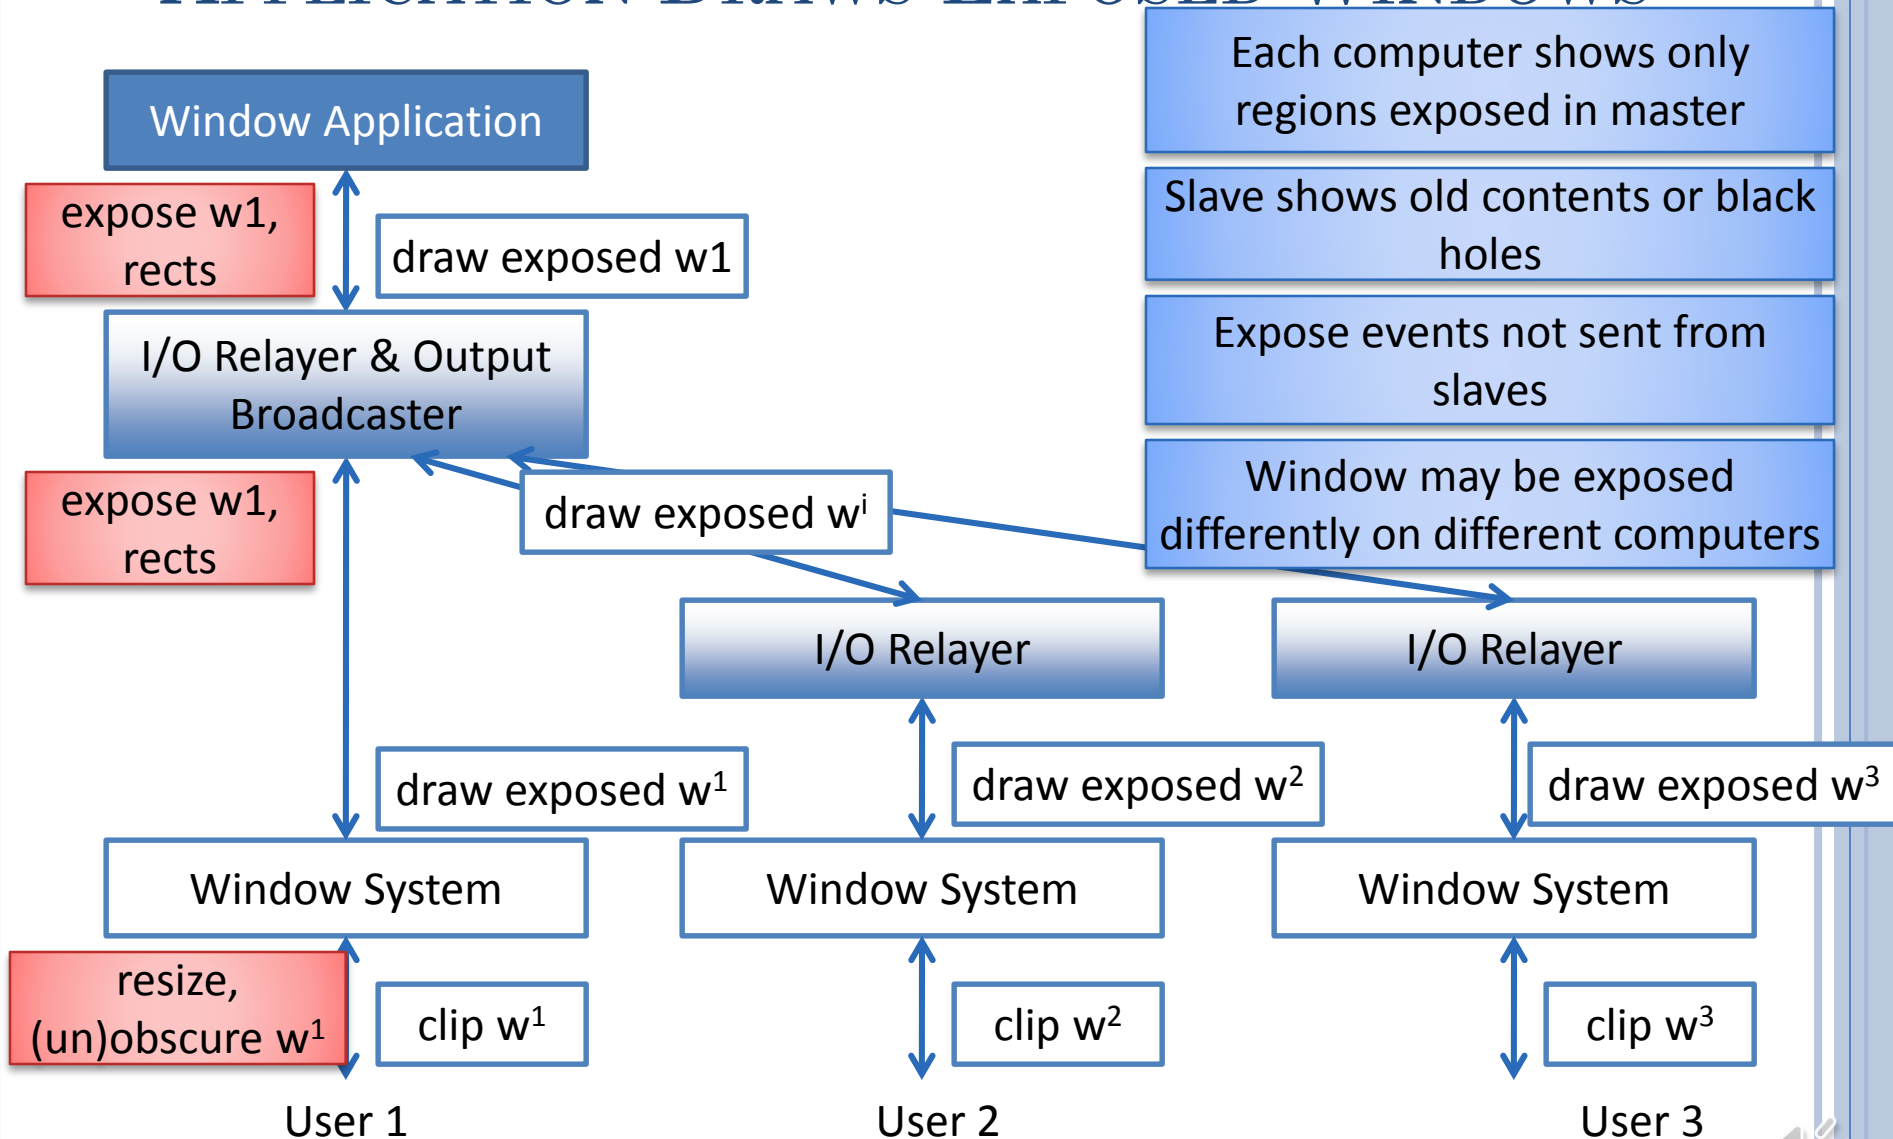 APPLICATION DRAWS EXPOSED WINDOWS
Each computer shows only
regions exposed in master
Window Application
Slave shows old contents or black
holes
expose w1,
rects
draw exposed w1
Expose events not sent from
slaves
I/O Relayer & Output
Broadcaster
Window may be exposed
differently on different computers
expose w1,
rects
draw exposed wⁱ
I/O Relayer
I/O Relayer
draw exposed w¹
draw exposed w²
draw exposed w³
Window System
Window System
Window System
resize,
(un)obscure w¹
clip w¹
clip w²
clip w³
User 1
User 2
User 3